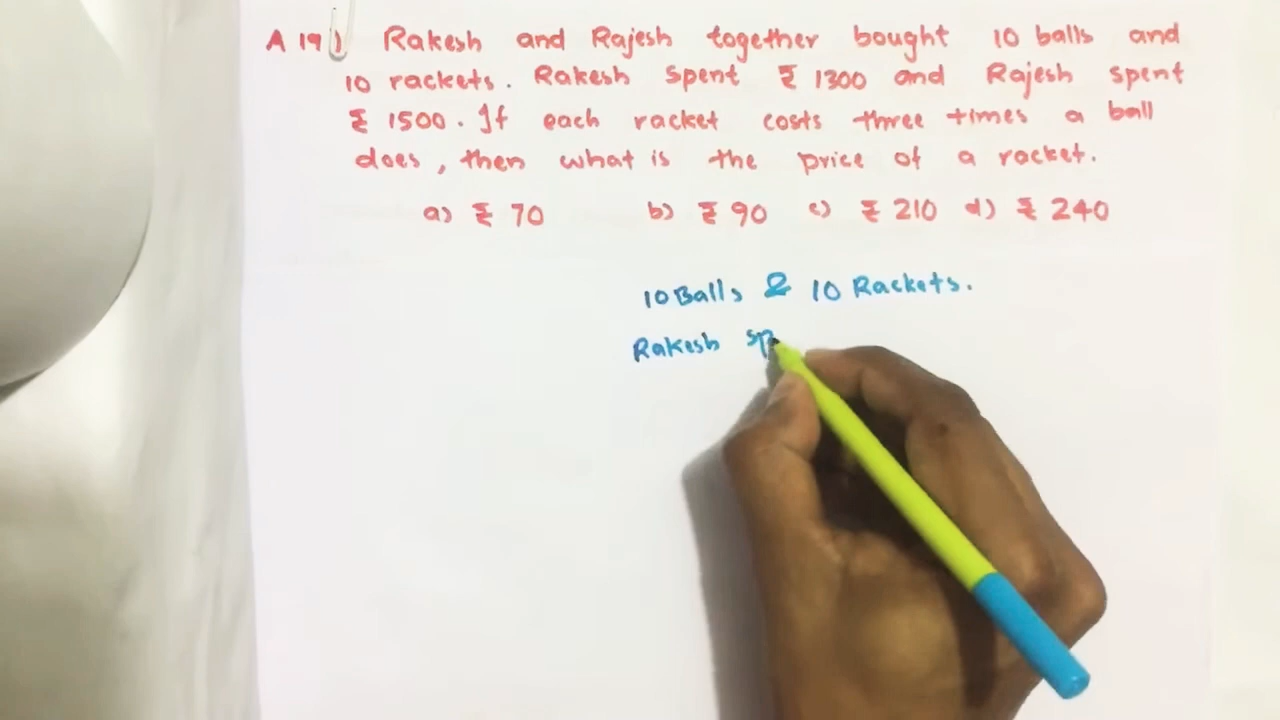 A 19) Rakesh and Rajesh together bought 10 balls and
10 rackets. Rakesh Spent ₹ 1300 and Rajesh spent
₹ 1500. If each racket costs three times a ball
does, then what is the price of a racket.
a) ₹ 70 b) ₹ 90 c) ₹ 210 d) ₹ 240
10 Balls & 10 Rackets.
Rakesh sp